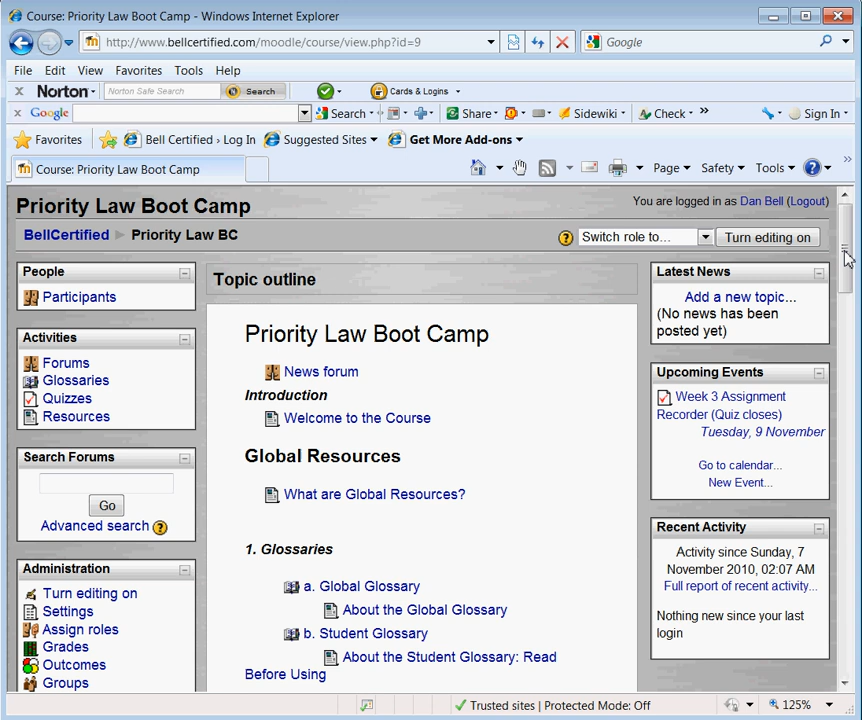 Course: Priority Law Boot Camp - Windows Internet Explorer
http://www.bellcertified.com/moodle/course/view.php?id=9
Google
File Edit View Favorites Tools Help
x Norton Norton Safe Search Search Cards & Logins
x Google Search Share Sidewiki Check » Sign In
Favorites Bell Certified › Log In Suggested Sites Get More Add-ons
Course: Priority Law Boot Camp
Page Safety Tools »
Priority Law Boot Camp
You are logged in as Dan Bell (Logout)
BellCertified ► Priority Law BC
Switch role to...
Turn editing on
People
Participants
Activities
Forums
Glossaries
Quizzes
Resources
Search Forums
Go
Advanced search
Administration
Turn editing on
Settings
Assign roles
Grades
Outcomes
Groups
Topic outline
Priority Law Boot Camp
News forum
Introduction
Welcome to the Course
Global Resources
What are Global Resources?
1. Glossaries
a. Global Glossary
About the Global Glossary
b. Student Glossary
About the Student Glossary: Read
Before Using
Latest News
Add a new topic...
(No news has been
posted yet)
Upcoming Events
Week 3 Assignment
Recorder (Quiz closes)
Tuesday, 9 November
Go to calendar...
New Event...
Recent Activity
Activity since Sunday, 7
November 2010, 02:07 AM
Full report of recent activity...
Nothing new since your last
login
Trusted sites | Protected Mode: Off
125%